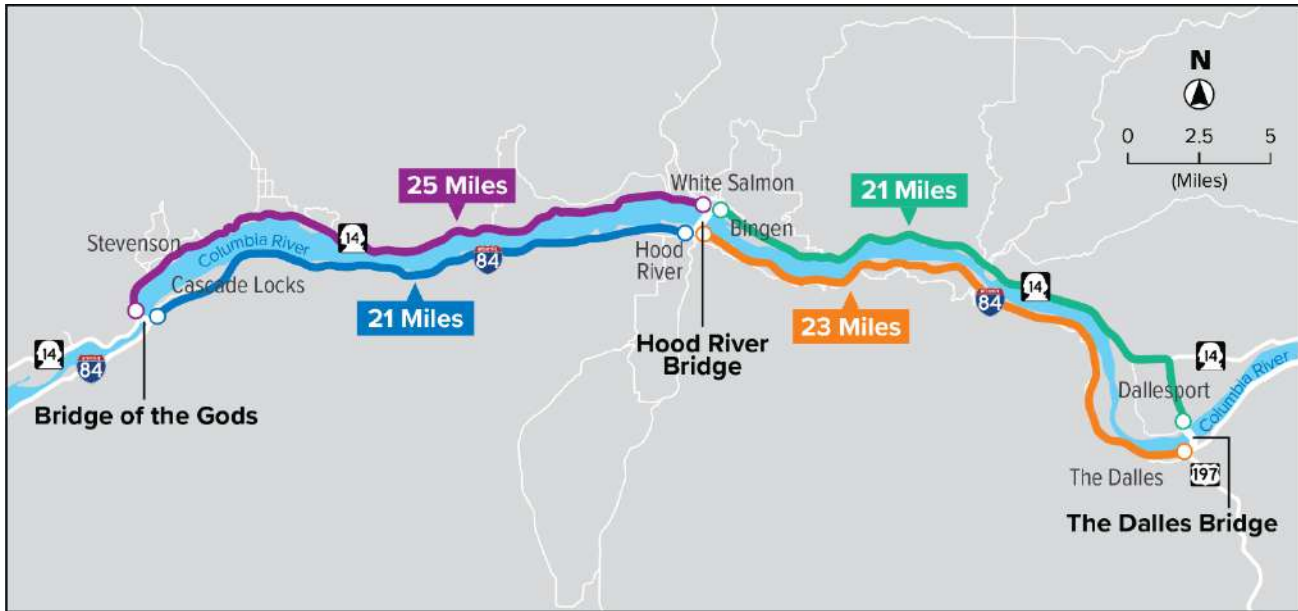 N
0 2.5 5
(Miles)
25 Miles
White Salmon
21 Miles
Bingen
Stevenson
Columbia River
14
84
Hood
River
Cascade Locks
21 Miles
23 Miles
84
14
14
84
Hood River
Bridge
14
Dallesport
Columbia River
Bridge of the Gods
The Dalles
197
The Dalles Bridge